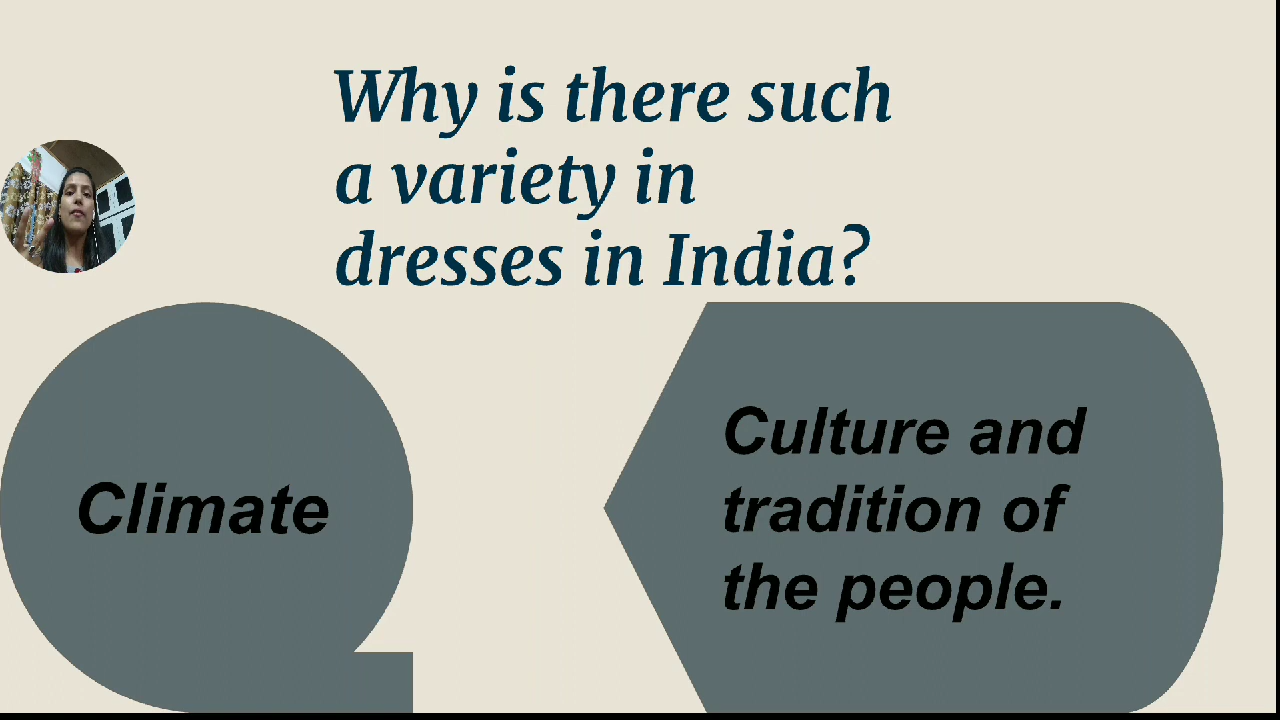 Why is there such
a variety in
dresses in India?
Climate
Culture and
tradition of
the people.